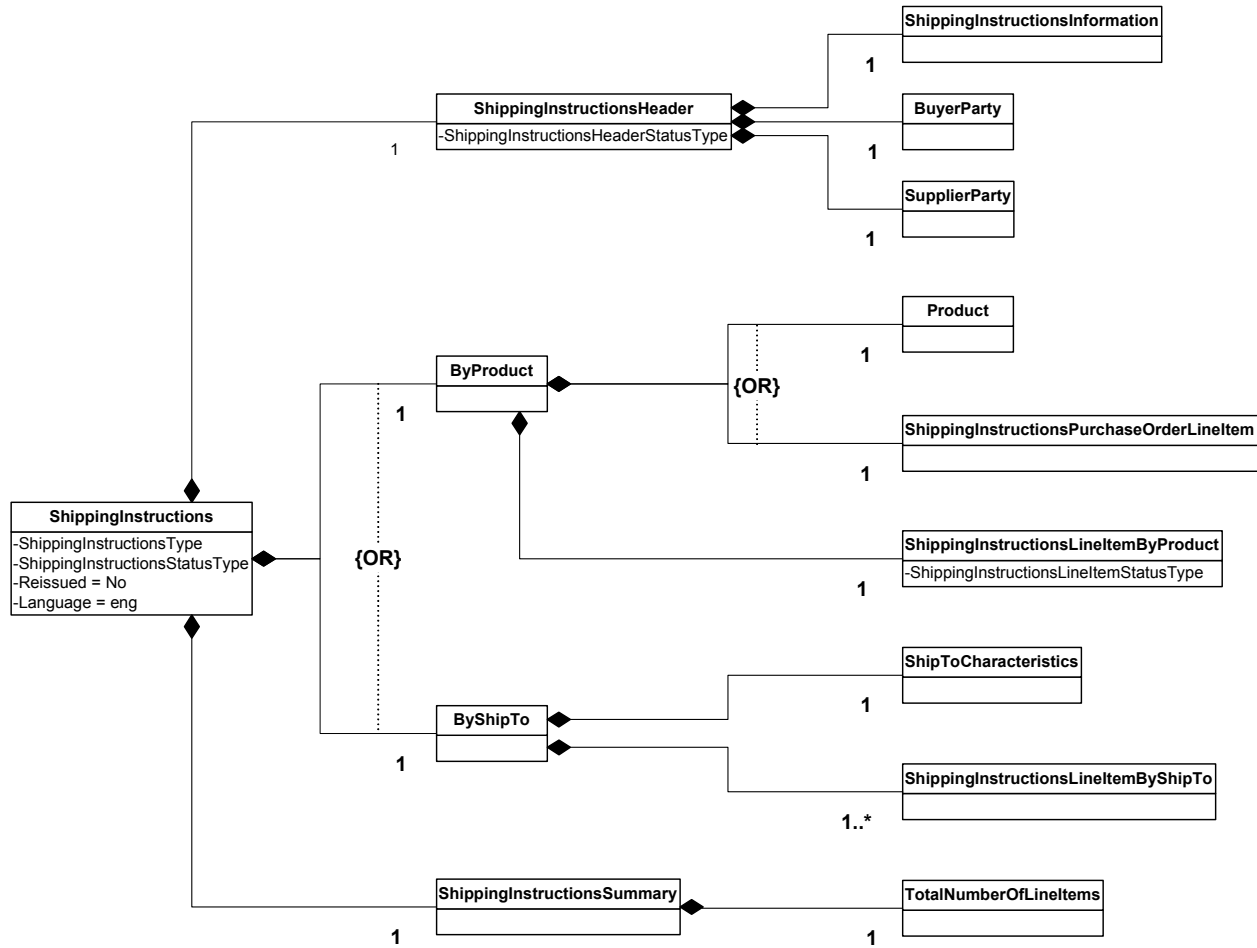 ShippingInstructionsInformation
1
ShippingInstructionsHeader
-ShippingInstructionsHeaderStatusType
1
BuyerParty
1
SupplierParty
1
Product
1
ByProduct
1
{OR}
ShippingInstructionsPurchaseOrderLineItem
1
ShippingInstructions
-ShippingInstructionsType
-ShippingInstructionsStatusType
-Reissued = No
-Language = eng
{OR}
ShippingInstructionsLineItemByProduct
-ShippingInstructionsLineItemStatusType
1
ShipToCharacteristics
1
ByShipTo
1
ShippingInstructionsLineItemByShipTo
1..*
ShippingInstructionsSummary
1
TotalNumberOfLineItems
1